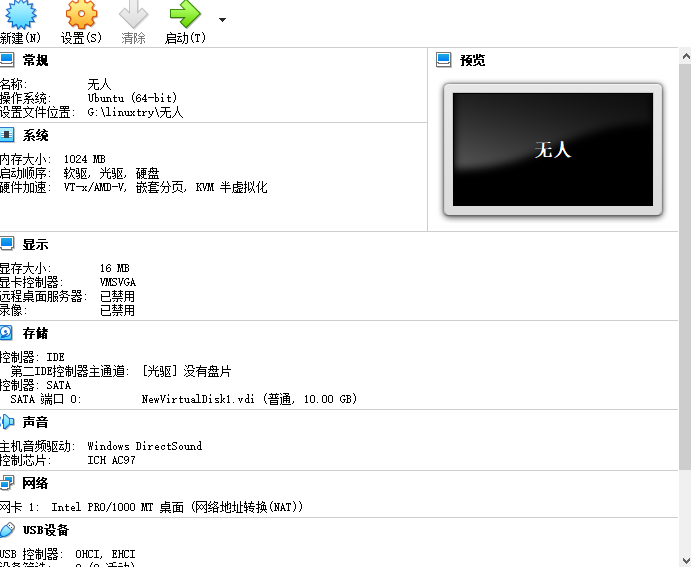 新建(N) 设置(S) 清除 启动(T)
常规
名称: 无人
操作系统: Ubuntu (64-bit)
设置文件位置: G:\linuxtry\无人
预览
无人
系统
内存大小: 1024 MB
启动顺序: 软驱, 光驱, 硬盘
硬件加速: VT-x/AMD-V, 嵌套分页, KVM 半虚拟化
显示
显存大小: 16 MB
显卡控制器: VMSVGA
远程桌面服务器: 已禁用
录像: 已禁用
存储
控制器: IDE
第二IDE控制器主通道: [光驱] 没有盘片
控制器: SATA
SATA 端口 0: NewVirtualDisk1.vdi (普通, 10.00 GB)
声音
主机音频驱动: Windows DirectSound
控制芯片: ICH AC97
网络
网卡 1: Intel PRO/1000 MT 桌面 (网络地址转换(NAT))
USB设备
USB 控制器: OHCI, EHCI
设备筛选: 0 (0 活动)